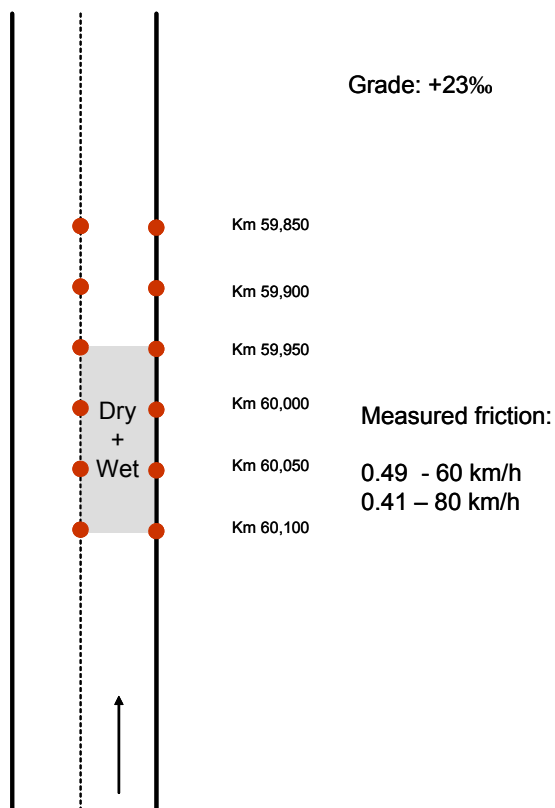 Grade: +23‰
Km 59,850
Km 59,900
Km 59,950
Dry
+
Wet
Km 60,000
Km 60,050
Km 60,100
Measured friction:
0.49 - 60 km/h
0.41 – 80 km/h